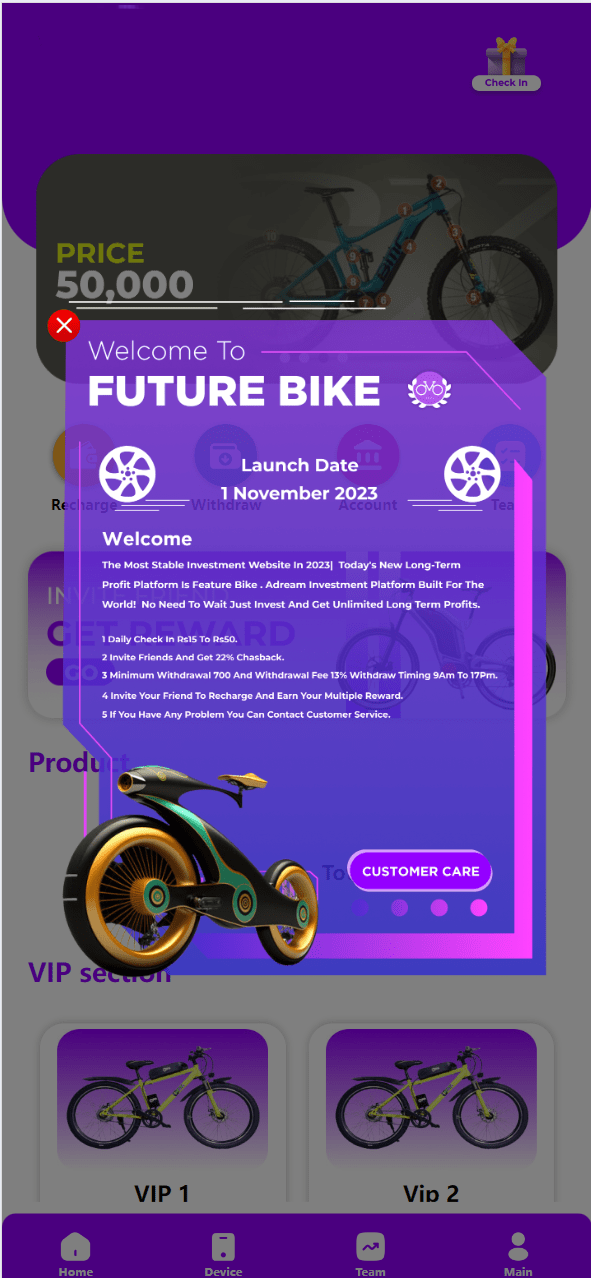 Check In
PRICE
50,000
Welcome To
FUTURE BIKE
Launch Date
1 November 2023
Recharge
Withdraw
Account
Tea
Welcome
The Most Stable Investment Website In 2023| Today's New Long-Term
Profit Platform Is Feature Bike . Adream Investment Platform Built For The
World! No Need To Wait Just Invest And Get Unlimited Long Term Profits.
INVITE FRIEND
GET REWARD
GO
1 Daily Check In Rs15 To Rs50.
2 Invite Friends And Get 22% Chasback.
3 Minimum Withdrawal 700 And Withdrawal Fee 13% Withdraw Timing 9Am To 17Pm.
4 Invite Your Friend To Recharge And Earn Your Multiple Reward.
5 If You Have Any Problem You Can Contact Customer Service.
Product
To
CUSTOMER CARE
VIP section
VIP 1
Vip 2
Home
Device
Team
Main